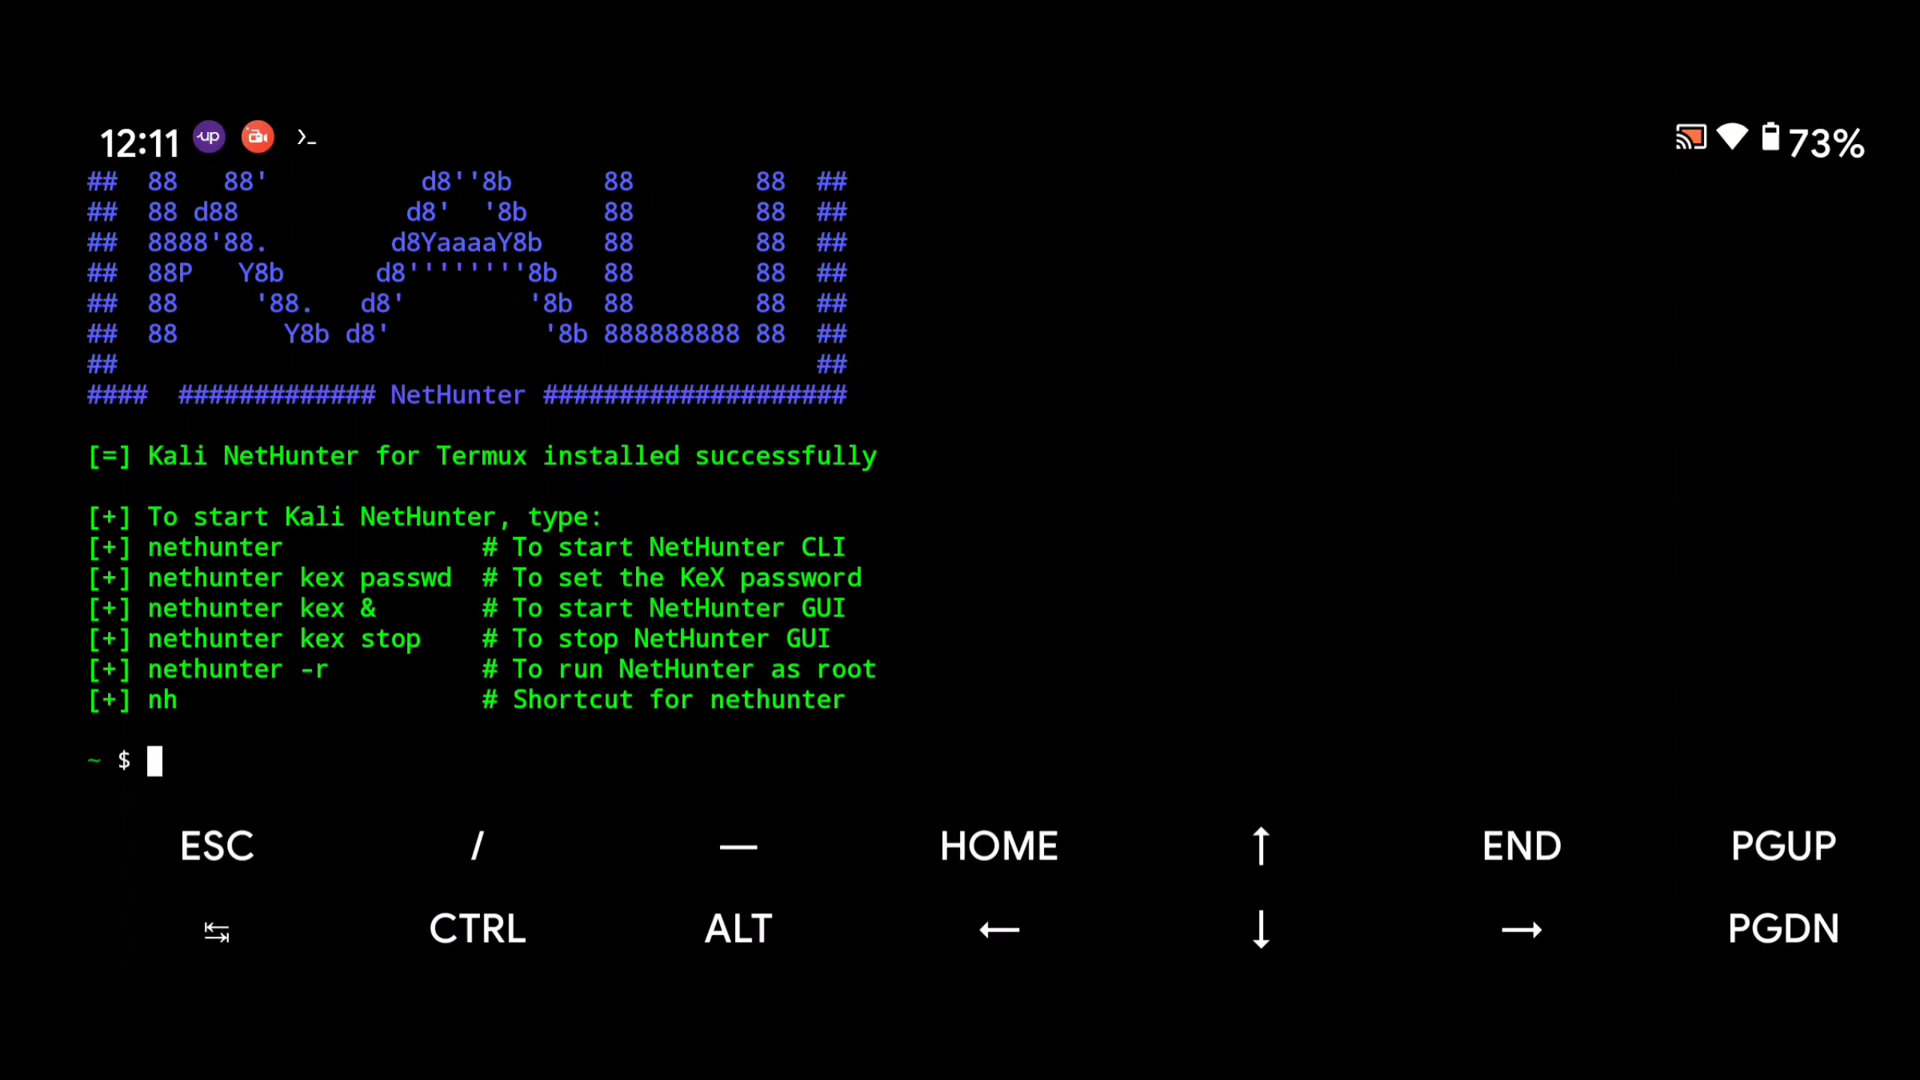 12:11 up >_ 73%
##  88   88'          d8''8b      88        88  ##
##  88 d88           d8'  '8b     88        88  ##
##  8888'88.        d8YaaaaY8b    88        88  ##
##  88P   Y8b      d8''''''''8b   88        88  ##
##  88     '88.   d8'        '8b  88        88  ##
##  88       Y8b d8'          '8b 888888888 88  ##
##                                              ##
####  ############# NetHunter ####################
[=] Kali NetHunter for Termux installed successfully
[+] To start Kali NetHunter, type:
[+] nethunter             # To start NetHunter CLI
[+] nethunter kex passwd  # To set the KeX password
[+] nethunter kex &       # To start NetHunter GUI
[+] nethunter kex stop    # To stop NetHunter GUI
[+] nethunter -r          # To run NetHunter as root
[+] nh                    # Shortcut for nethunter
~ $
ESC / — HOME ↑ END PGUP
↹ CTRL ALT ← ↓ → PGDN